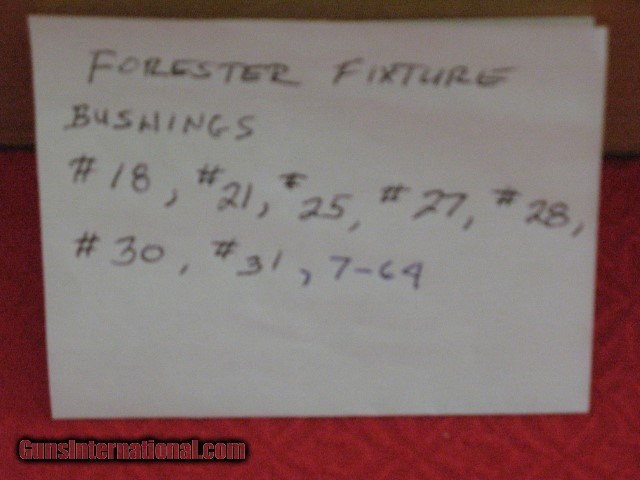 FORESTER FIXTURE
BUSHINGS
#18, #21, #25, #27, #28,
#30, #31, 7-64
GunsInternational.com